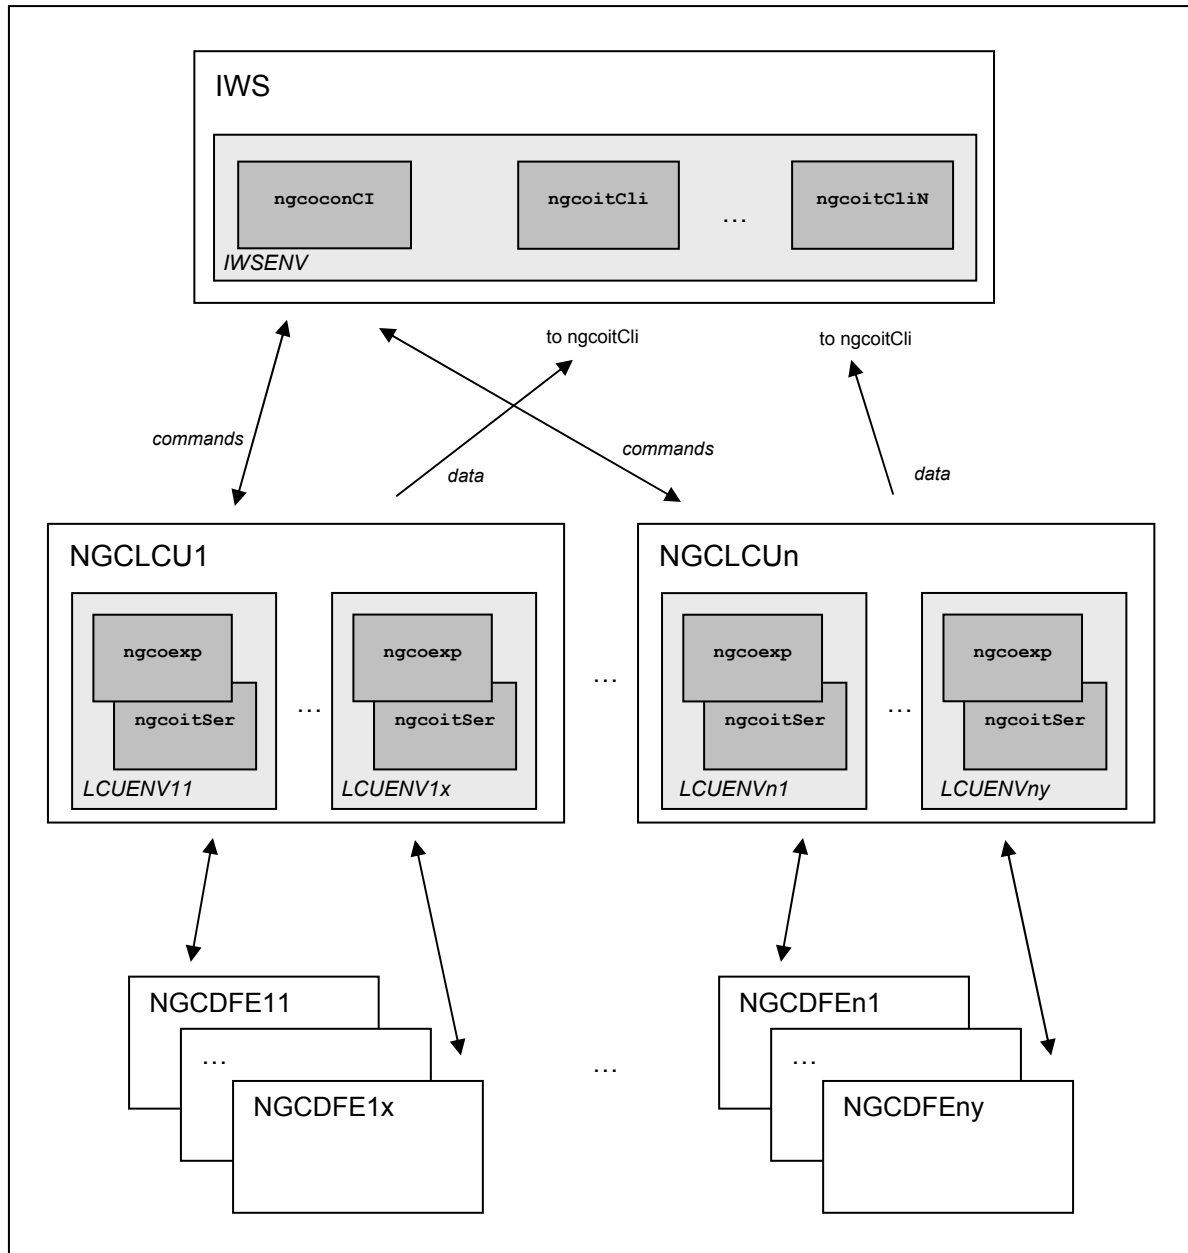 IWS
ngcoconCI
ngcoitCli
...
ngcoitCliN
IWSENV
to ngcoitCli
to ngcoitCli
commands
commands
data
data
NGCLCU1
NGCLCUn
ngcoexp
ngcoitSer
LCUENV11
...
ngcoexp
ngcoitSer
LCUENV1x
...
ngcoexp
ngcoitSer
LCUENVn1
...
ngcoexp
ngcoitSer
LCUENVny
NGCDFE11
...
NGCDFE1x
...
NGCDFEn1
...
NGCDFEny